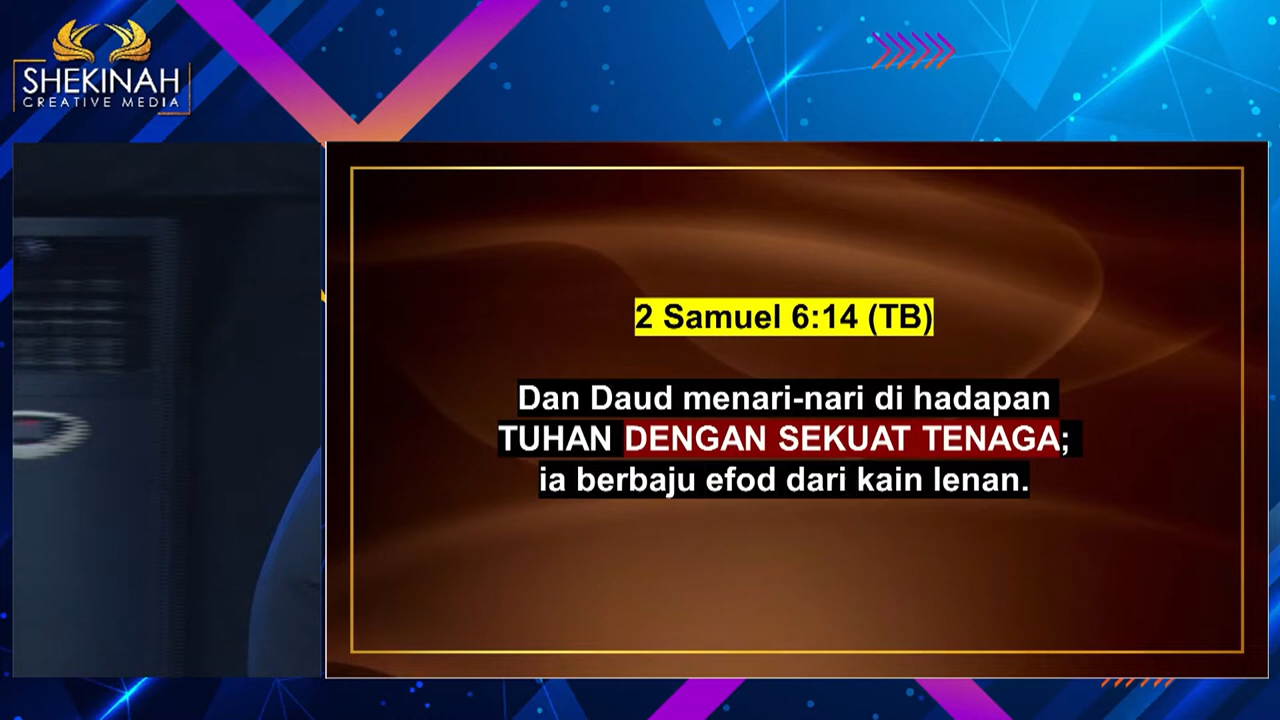 SHEKINAH
CREATIVE MEDIA
2 Samuel 6:14 (TB)
Dan Daud menari-nari di hadapan
TUHAN DENGAN SEKUAT TENAGA;
ia berbaju efod dari kain lenan.